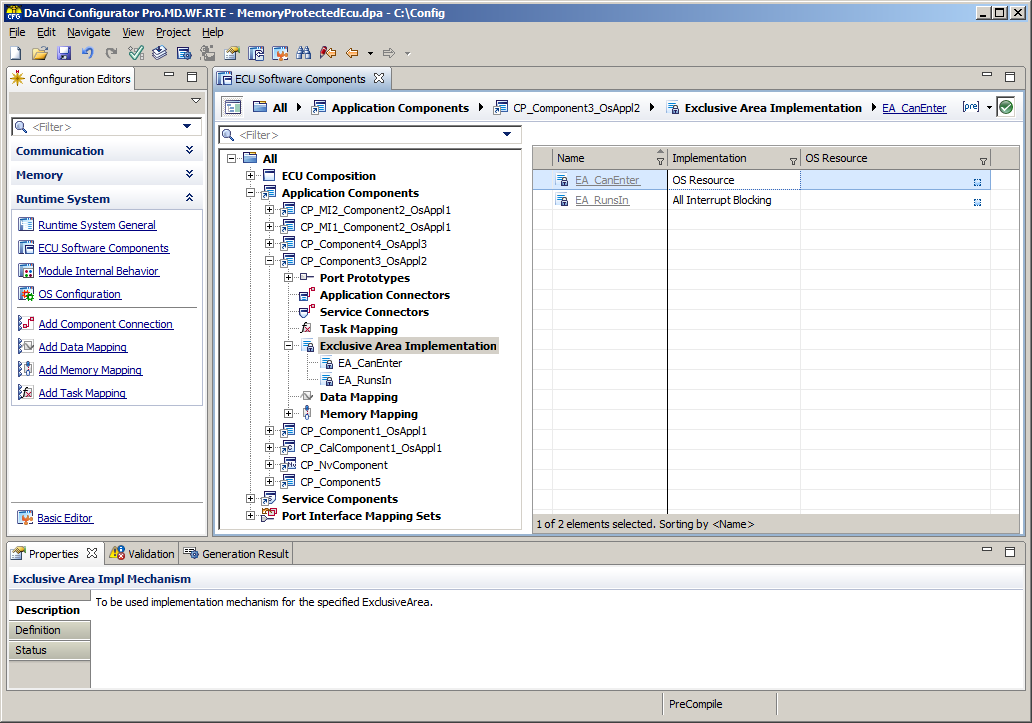 DaVinci Configurator Pro.MD.WF.RTE - MemoryProtectedEcu.dpa - C:\Config
File Edit Navigate View Project Help
Configuration Editors
<Filter>
Communication
Memory
Runtime System
Runtime System General
ECU Software Components
Module Internal Behavior
OS Configuration
Add Component Connection
Add Data Mapping
Add Memory Mapping
Add Task Mapping
Basic Editor
ECU Software Components
All Application Components CP_Component3_OsAppl2 Exclusive Area Implementation EA_CanEnter [pre]
<Filter>
All
ECU Composition
Application Components
CP_MI2_Component2_OsAppl1
CP_MI1_Component2_OsAppl1
CP_Component4_OsAppl3
CP_Component3_OsAppl2
Port Prototypes
Application Connectors
Service Connectors
Task Mapping
Exclusive Area Implementation
EA_CanEnter
EA_RunsIn
Data Mapping
Memory Mapping
CP_Component1_OsAppl1
CP_CalComponent1_OsAppl1
CP_NvComponent
CP_Component5
Service Components
Port Interface Mapping Sets
Name Implementation OS Resource
EA_CanEnter OS Resource
EA_RunsIn All Interrupt Blocking
1 of 2 elements selected. Sorting by <Name>
Properties Validation Generation Result
Exclusive Area Impl Mechanism
Description
Definition
Status
To be used implementation mechanism for the specified ExclusiveArea.
PreCompile